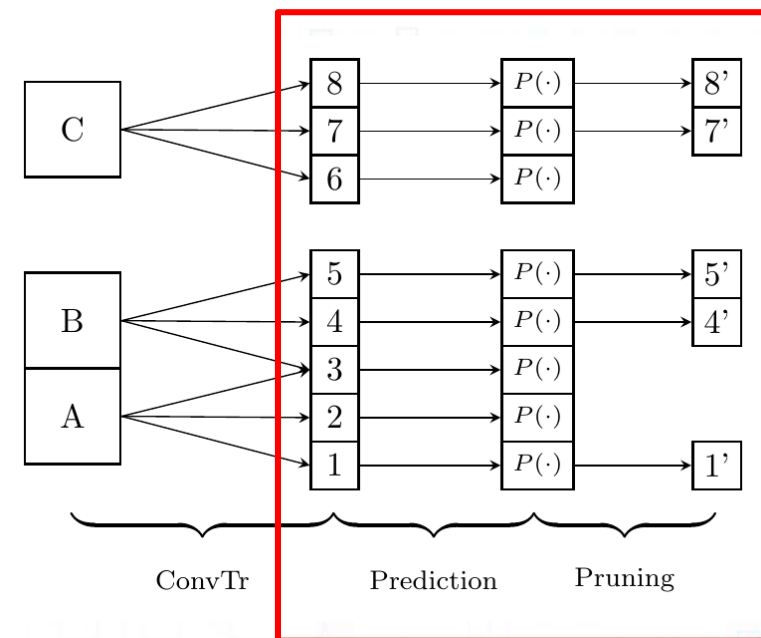 C 8 P(·) 8'
7 P(·) 7'
6 P(·)
B 5 P(·) 5'
4 P(·) 4'
3 P(·)
A 2 P(·)
1 P(·) 1'
ConvTr Prediction Pruning